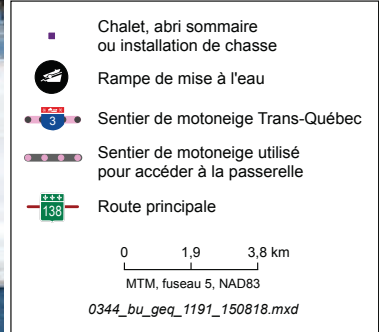 Chalet, abri sommaire
ou installation de chasse
Rampe de mise à l'eau
3
Sentier de motoneige Trans-Québec
Sentier de motoneige utilisé
pour accéder à la passerelle
138
Route principale
0 1,9 3,8 km
MTM, fuseau 5, NAD83
0344_bu_geq_1191_150818.mxd